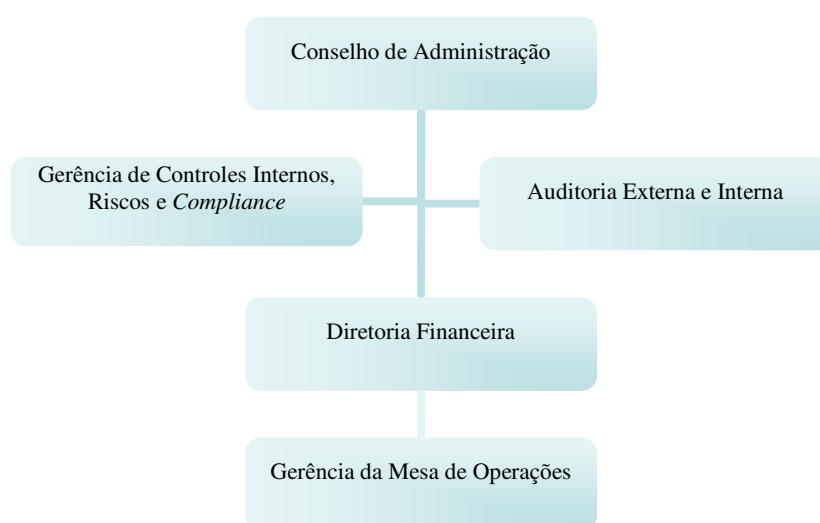 Conselho de Administração
Gerência de Controles Internos,
Riscos e Compliance
Auditoria Externa e Interna
Diretoria Financeira
Gerência da Mesa de Operações